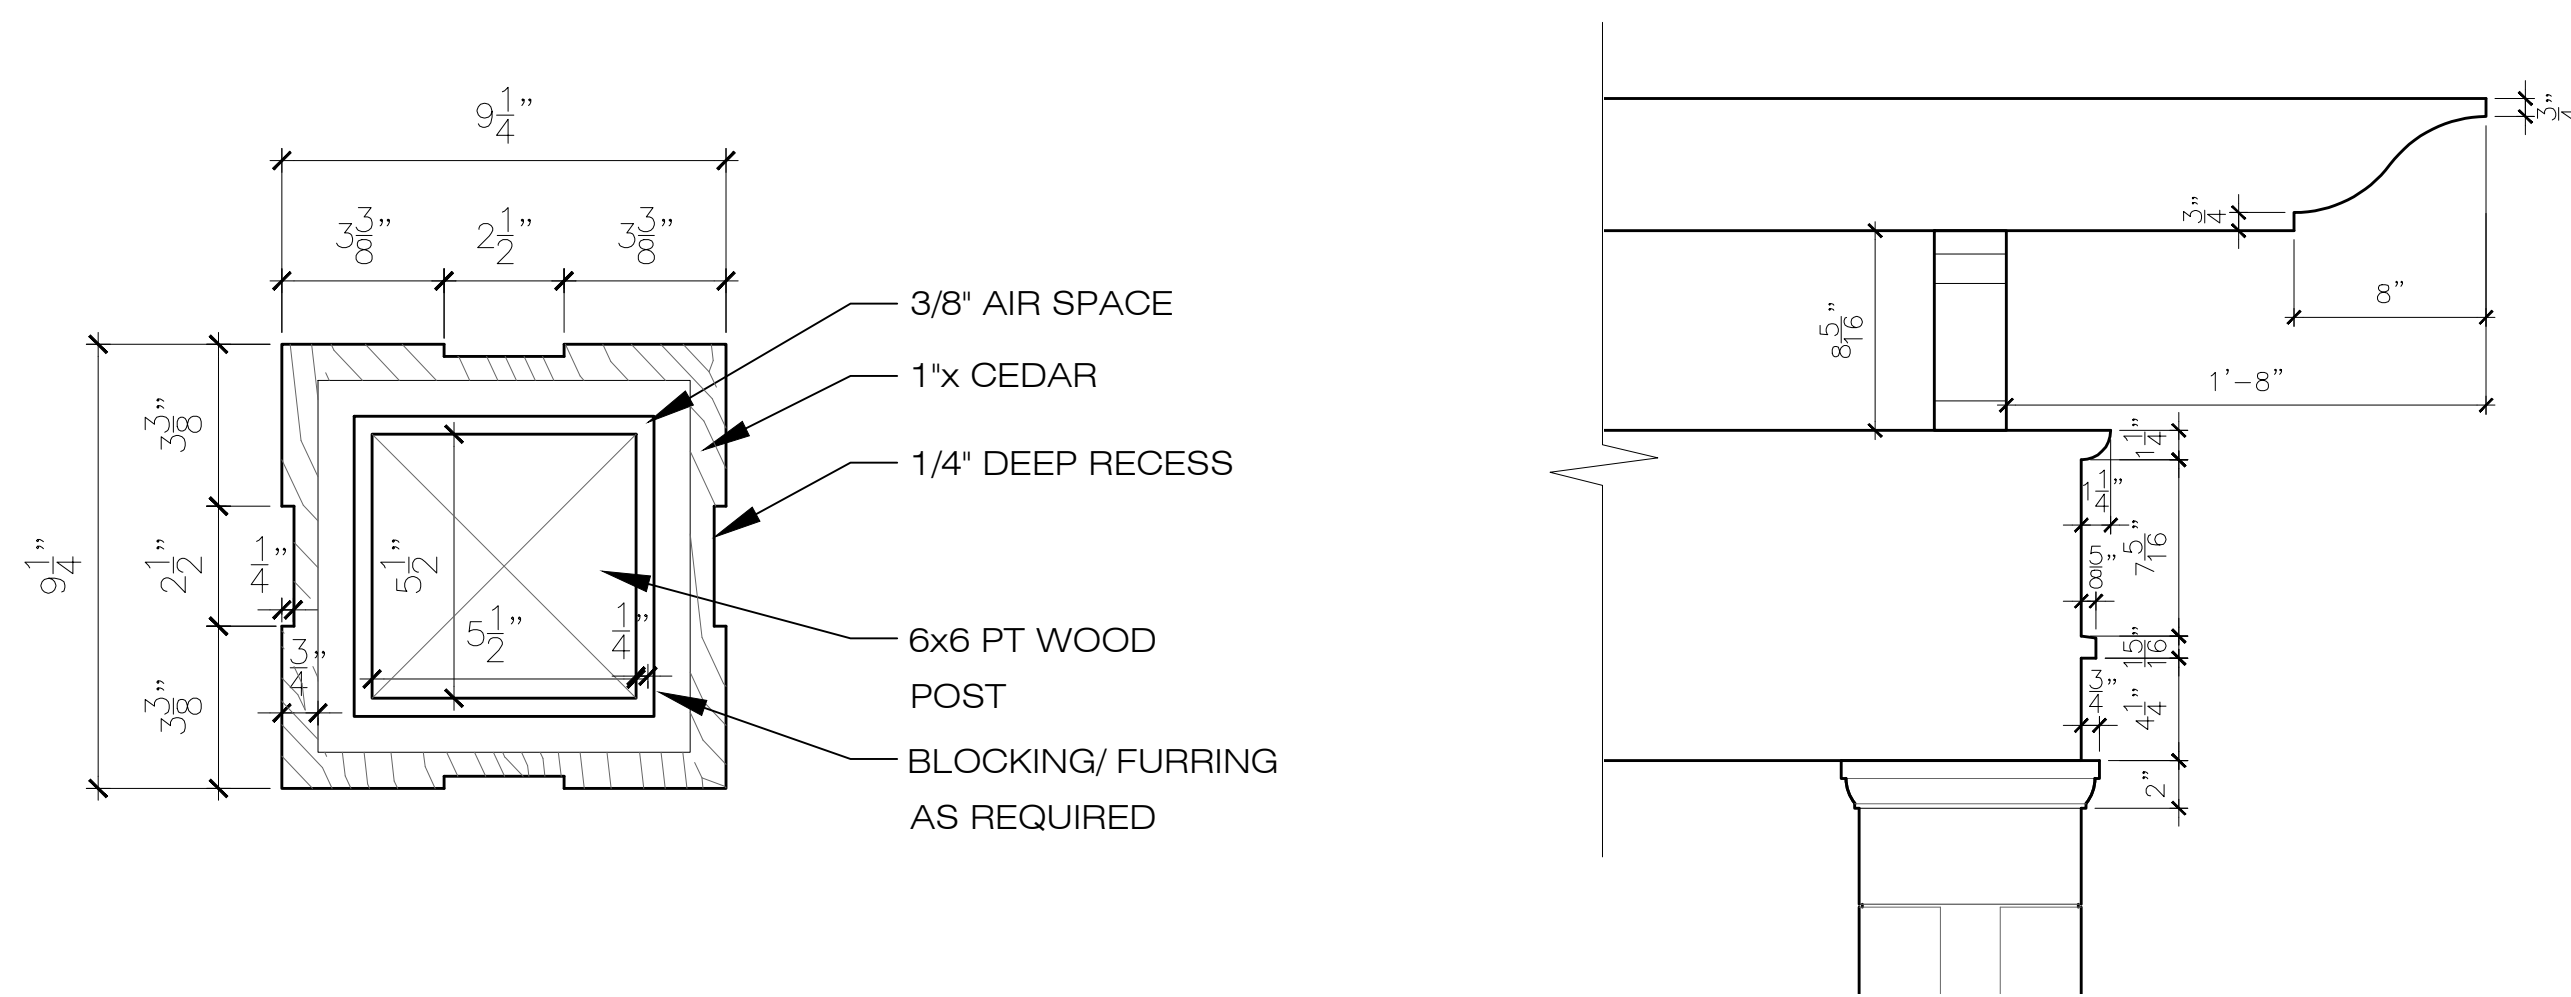 9 1/4”
3 3/8” 2 1/2” 3 3/8”
3/8" AIR SPACE
1"x CEDAR
1/4" DEEP RECESS
6x6 PT WOOD
POST
BLOCKING/ FURRING
AS REQUIRED
9 1/4”
3 3/8”
2 1/2”
3 3/8”
1/4”
3/4”
5 1/2”
5 1/2”
1/4”
3/4”
8”
1’-8”
8 5/16”
1 1/4”
1 1/4”
7 5/16”
5/8”
15/16”
3/4”
4 1/4”
2”